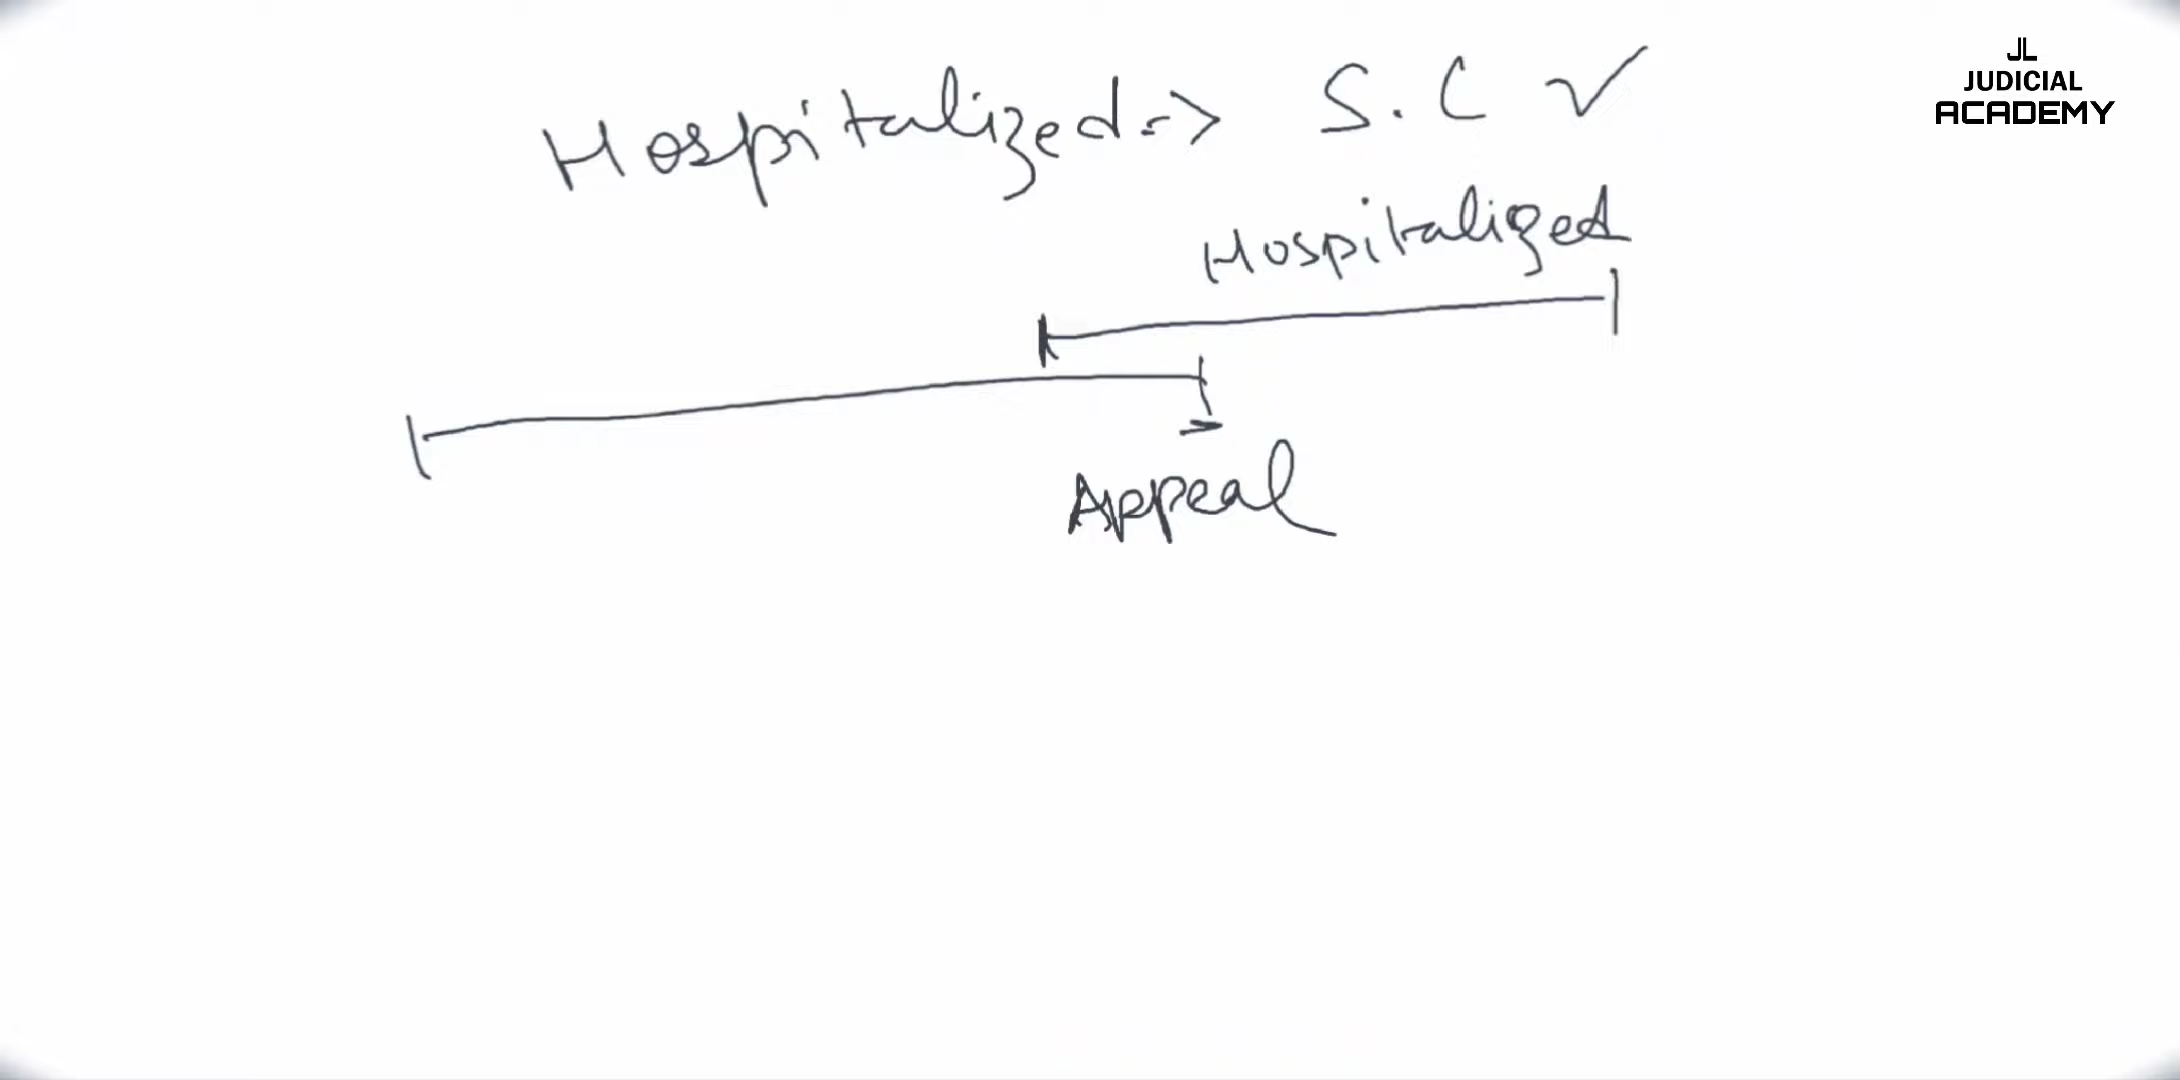 Hospitalized => S.C ✓
JL
JUDICIAL
ACADEMY
Hospitalized
Appeal